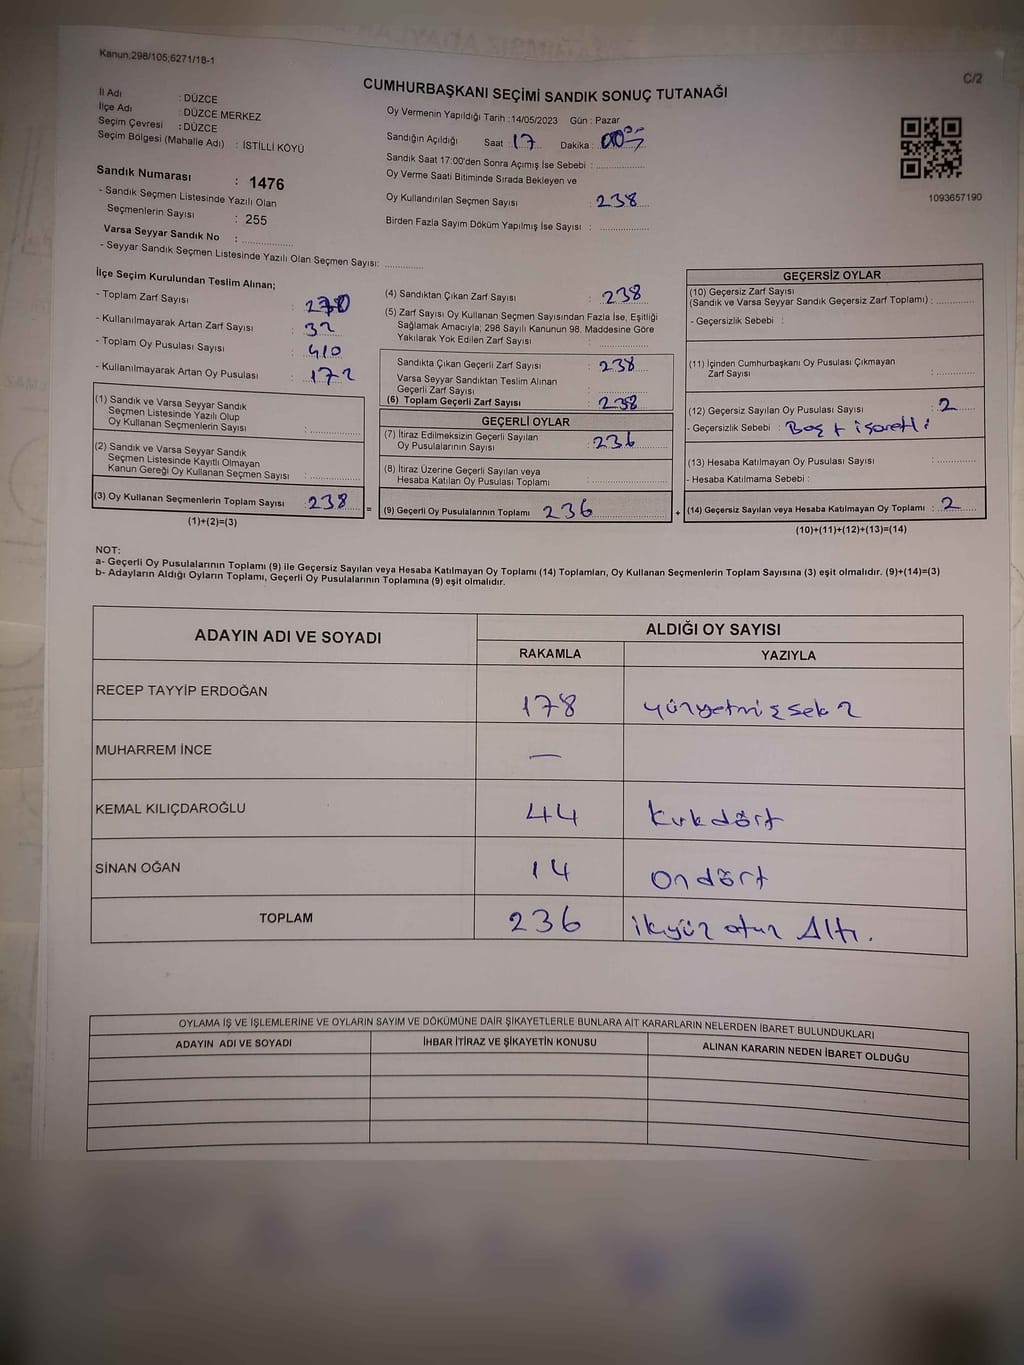 Kanun:298/105;6271/18-1
C/2
CUMHURBAŞKANI SEÇİMİ SANDIK SONUÇ TUTANAĞI
İl Adı : DÜZCE
İlçe Adı : DÜZCE MERKEZ
Seçim Çevresi : DÜZCE
Seçim Bölgesi (Mahalle Adı) : İSTİLLİ KÖYÜ
Oy Vermenin Yapıldığı Tarih :14/05/2023 Gün : Pazar
Sandığın Açıldığı Saat 17 Dakika :
Sandık Saat 17:00'den Sonra Açımış İse Sebebi :
Oy Verme Saati Bitiminde Sırada Bekleyen ve
Oy Kullandırılan Seçmen Sayısı : 238
Birden Fazla Sayım Döküm Yapılmış İse Sayısı :
1093657190
Sandık Numarası : 1476
- Sandık Seçmen Listesinde Yazılı Olan
Seçmenlerin Sayısı : 255
Varsa Seyyar Sandık No :
- Seyyar Sandık Seçmen Listesinde Yazılı Olan Seçmen Sayısı:
İlçe Seçim Kurulundan Teslim Alınan;
- Toplam Zarf Sayısı : 270
- Kullanılmayarak Artan Zarf Sayısı : 32
- Toplam Oy Pusulası Sayısı : 410
- Kullanılmayarak Artan Oy Pusulası : 172
(1) Sandık ve Varsa Seyyar Sandık
Seçmen Listesinde Yazılı Olup
Oy Kullanan Seçmenlerin Sayısı :
(2) Sandık ve Varsa Seyyar Sandık
Seçmen Listesinde Kayıtlı Olmayan
Kanun Gereği Oy Kullanan Seçmen Sayısı :
(3) Oy Kullanan Seçmenlerin Toplam Sayısı : 238
(1)+(2)=(3)
=
(4) Sandıktan Çıkan Zarf Sayısı : 238
(5) Zarf Sayısı Oy Kullanan Seçmen Sayısından Fazla İse, Eşitliği
Sağlamak Amacıyla; 298 Sayılı Kanunun 98. Maddesine Göre
Yakılarak Yok Edilen Zarf Sayısı :
Sandıkta Çıkan Geçerli Zarf Sayısı : 238
Varsa Seyyar Sandıktan Teslim Alınan
Geçerli Zarf Sayısı :
(6) Toplam Geçerli Zarf Sayısı : 238
GEÇERLİ OYLAR
(7) İtiraz Edilmeksizin Geçerli Sayılan
Oy Pusulalarının Sayısı : 236
(8) İtiraz Üzerine Geçerli Sayılan veya
Hesaba Katılan Oy Pusulası Toplamı :
(9) Geçerli Oy Pusulalarının Toplamı 236
+
GEÇERSİZ OYLAR
(10) Geçersiz Zarf Sayısı
(Sandık ve Varsa Seyyar Sandık Geçersiz Zarf Toplamı) :
- Geçersizlik Sebebi :
(11) İçinden Cumhurbaşkanı Oy Pusulası Çıkmayan
Zarf Sayısı :
(12) Geçersiz Sayılan Oy Pusulası Sayısı : 2
- Geçersizlik Sebebi : Boş + işaretli
(13) Hesaba Katılmayan Oy Pusulası Sayısı :
- Hesaba Katılmama Sebebi :
(14) Geçersiz Sayılan veya Hesaba Katılmayan Oy Toplamı : 2
(10)+(11)+(12)+(13)=(14)
NOT:
a- Geçerli Oy Pusulalarının Toplamı (9) ile Geçersiz Sayılan veya Hesaba Katılmayan Oy Toplamı (14) Toplamları, Oy Kullanan Seçmenlerin Toplam Sayısına (3) eşit olmalıdır. (9)+(14)=(3)
b- Adayların Aldığı Oyların Toplamı, Geçerli Oy Pusulalarının Toplamına (9) eşit olmalıdır.
ADAYIN ADI VE SOYADI ALDIĞI OY SAYISI
RAKAMLA YAZIYLA
RECEP TAYYİP ERDOĞAN 178 yüzyetmişsekz
MUHARREM İNCE —
KEMAL KILIÇDAROĞLU 44 Kırkdört
SİNAN OĞAN 14 Ondört
TOPLAM 236 ikiyüz otuz Altı.
OYLAMA İŞ VE İŞLEMLERİNE VE OYLARIN SAYIM VE DÖKÜMÜNE DAİR ŞİKAYETLERLE BUNLARA AİT KARARLARIN NELERDEN İBARET BULUNDUKLARI
ADAYIN ADI VE SOYADI İHBAR İTİRAZ VE ŞİKAYETİN KONUSU ALINAN KARARIN NEDEN İBARET OLDUĞU